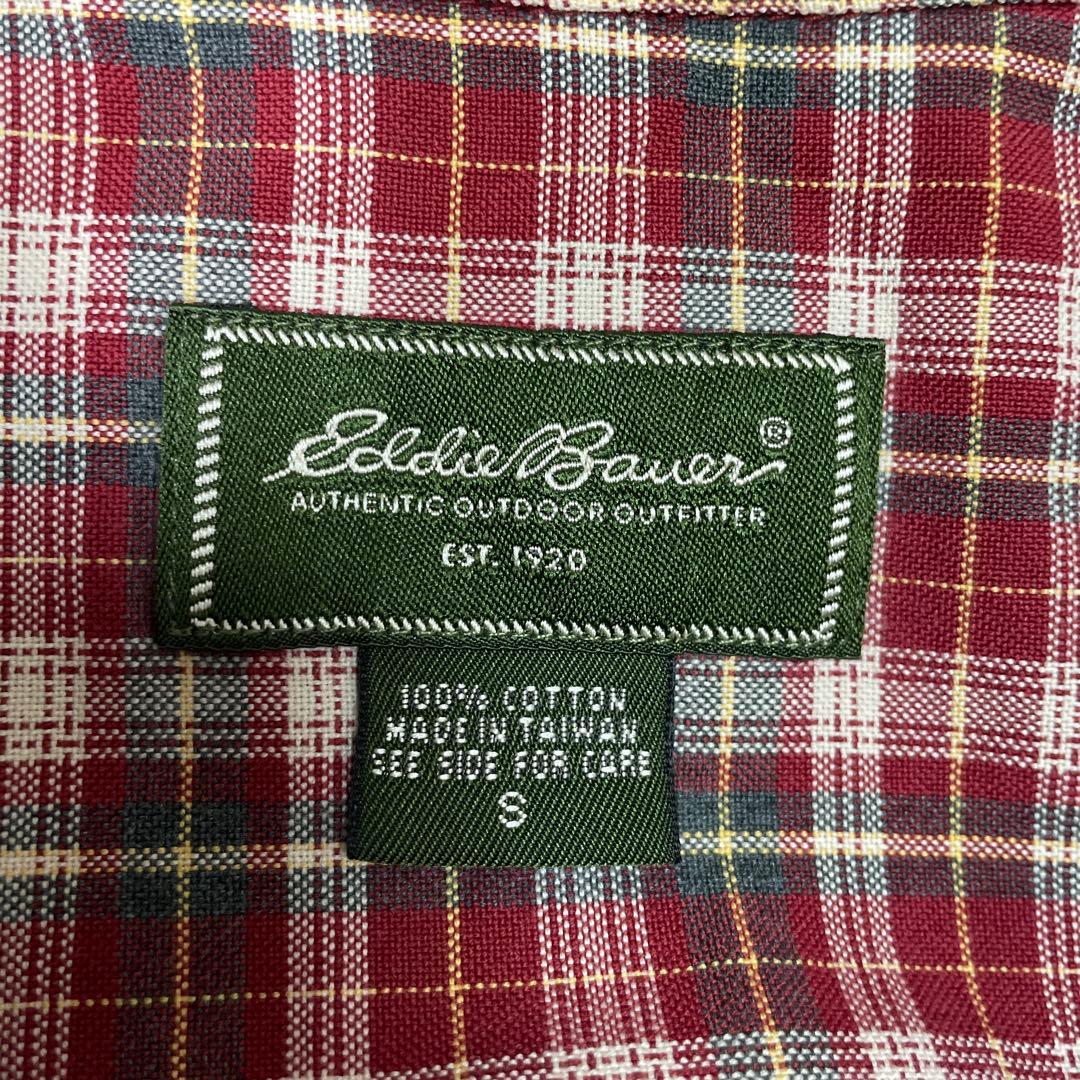 Eddie Bauer®
AUTHENTIC OUTDOOR OUTFITTER
EST. 1920
100% COTTON
MADE IN TAIWAN
SEE SIDE FOR CARE
S